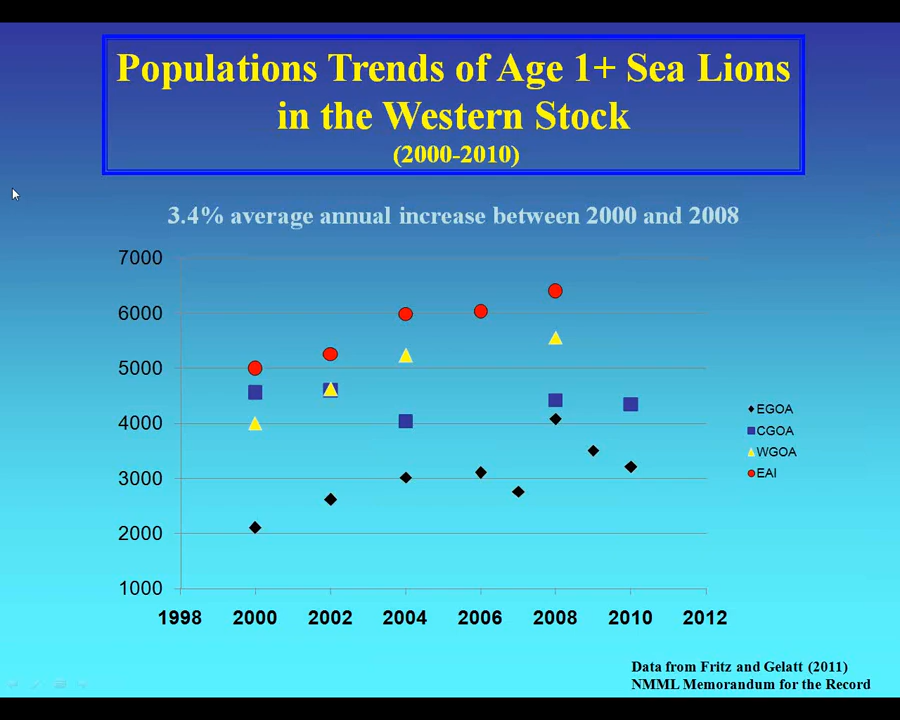 Populations Trends of Age 1+ Sea Lions
in the Western Stock
(2000-2010)
3.4% average annual increase between 2000 and 2008
7000
6000
5000
4000
3000
2000
1000
1998 2000 2002 2004 2006 2008 2010 2012
EGOA
CGOA
WGOA
EAI
Data from Fritz and Gelatt (2011)
NMML Memorandum for the Record